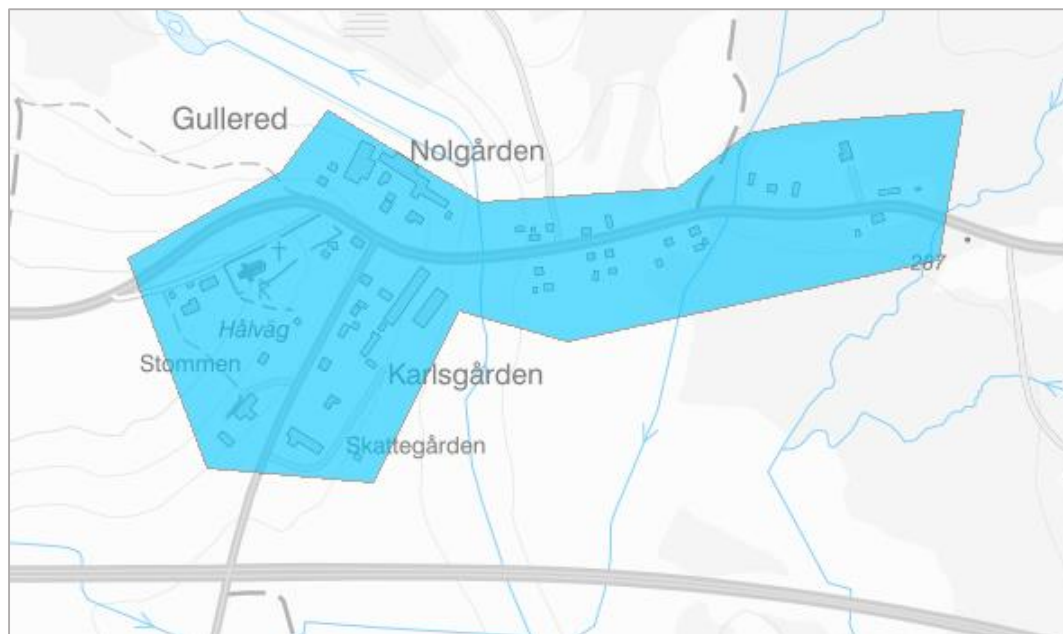 Gullered
Nolgården
287
Hålväg
Stommen
Karlsgården
Skattegården